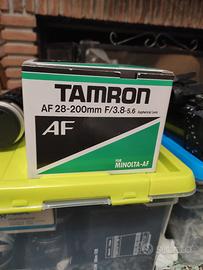 TAMRON
AF 28-200mm F/3.8-5.6 Aspherical Lens
AF
FOR
MINOLTA-AF